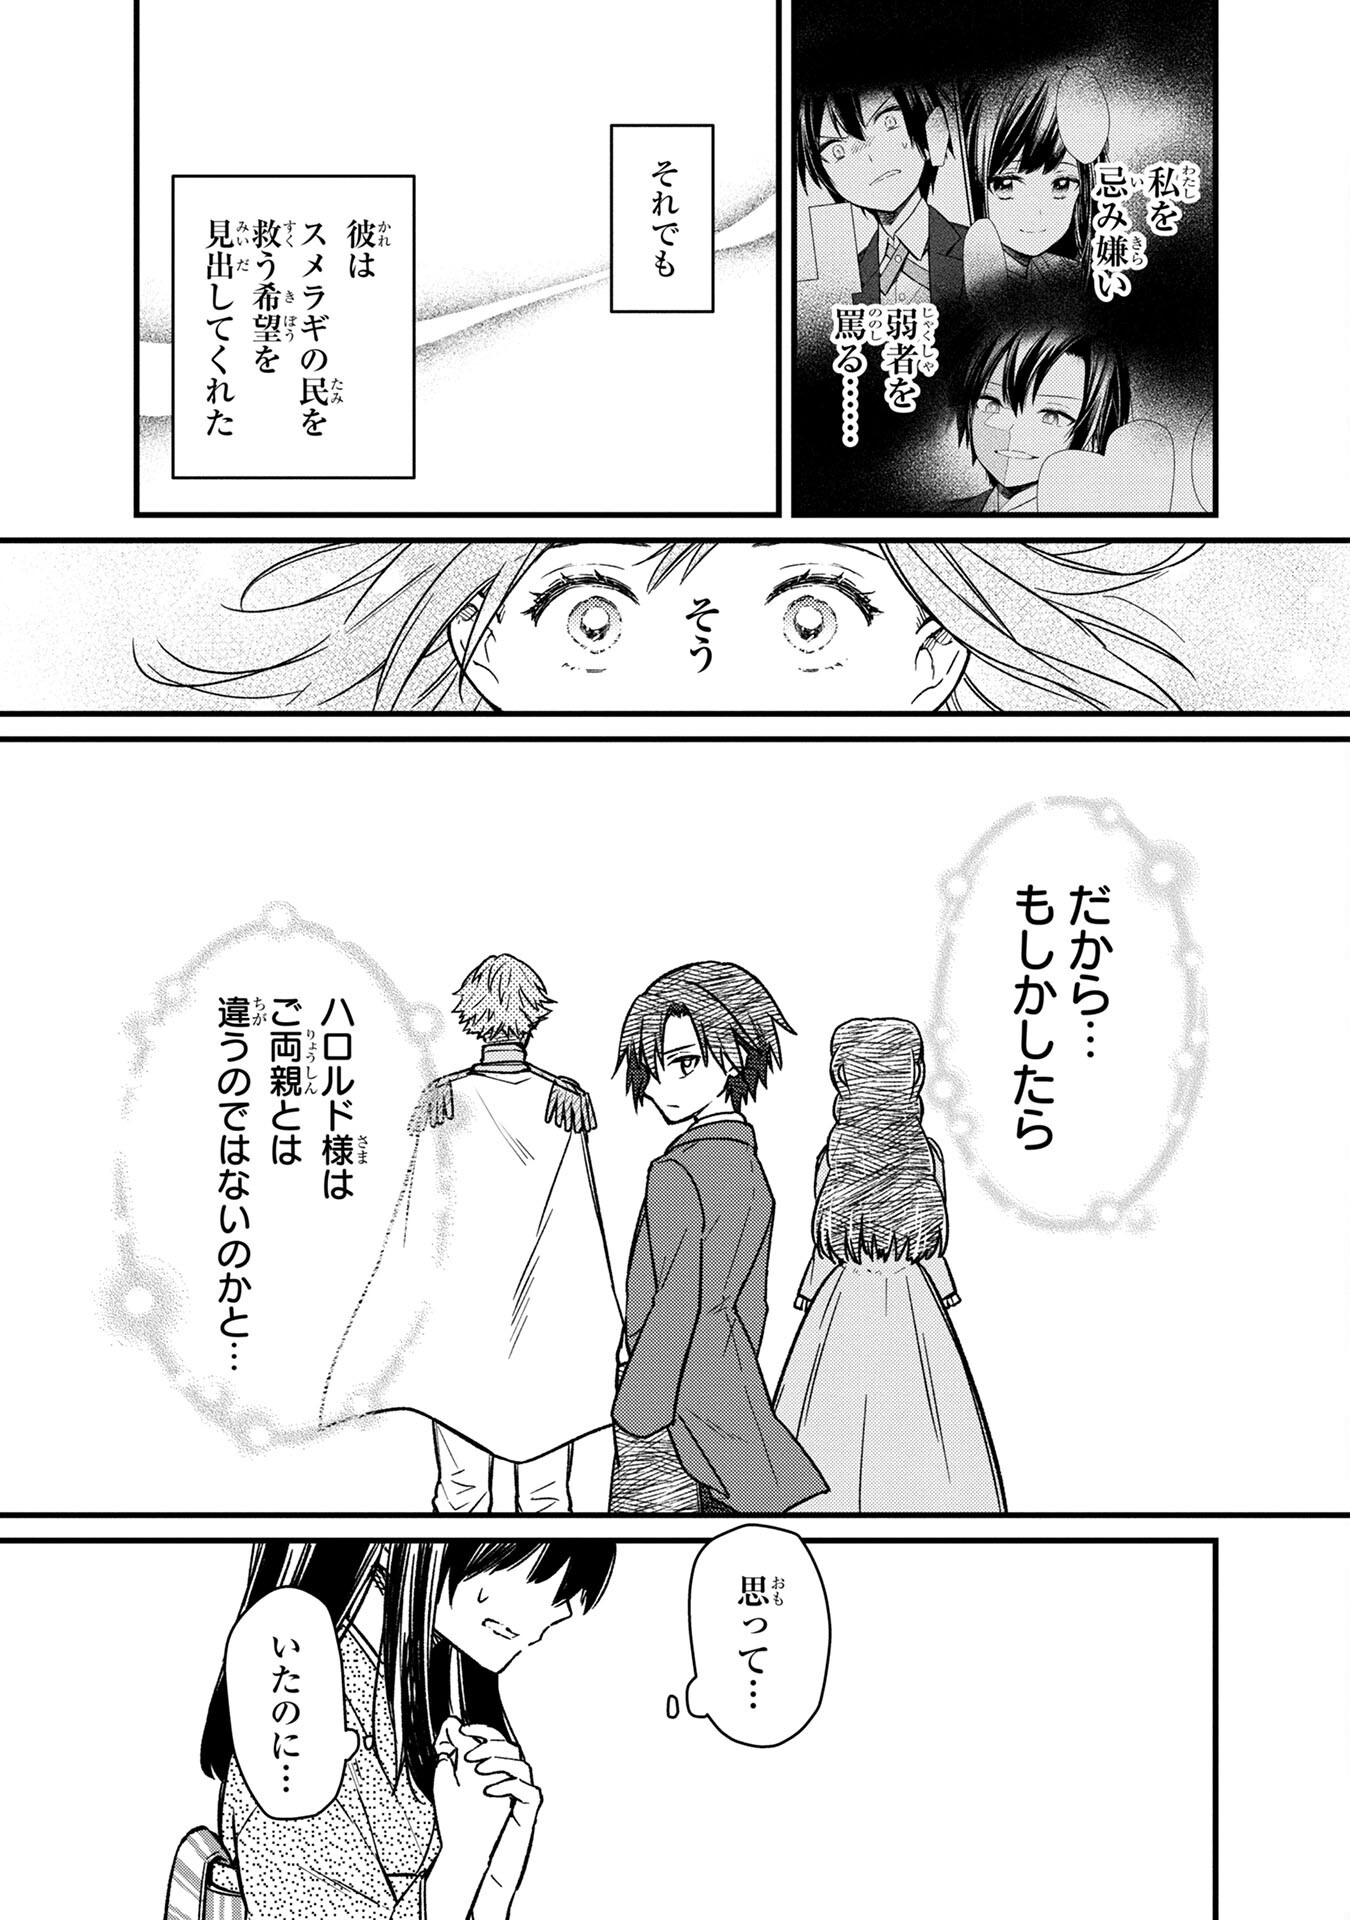 私を
忌み嫌い
弱者を
罵る………
それでも
彼は
スメラギの民を
救う希望を
見出してくれた
そう
だから…
もしかしたら
ハロルド様は
ご両親とは
違うのではないのかと…
思って…
いたのに…